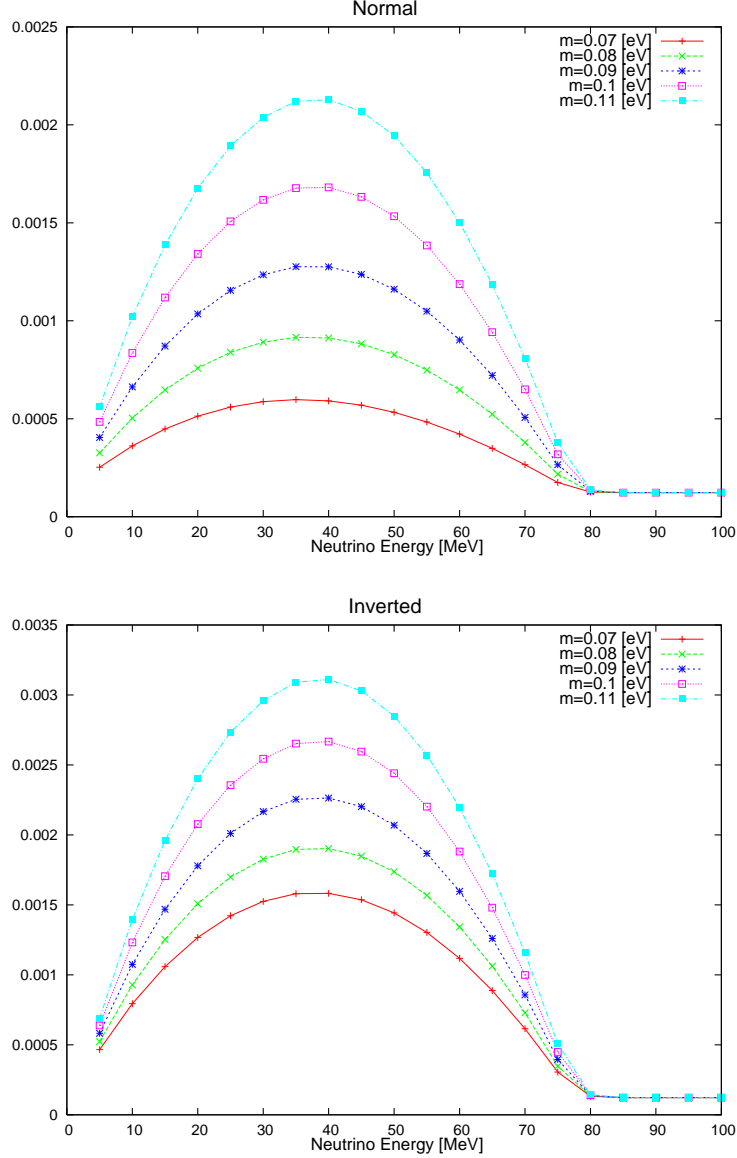 Normal
0.0025
0.002
0.0015
0.001
0.0005
0
m=0.07 [eV]
m=0.08 [eV]
m=0.09 [eV]
m=0.1 [eV]
m=0.11 [eV]
0 10 20 30 40 50 60 70 80 90 100
Neutrino Energy [MeV]
Inverted
0.0035
0.003
0.0025
0.002
0.0015
0.001
0.0005
0
m=0.07 [eV]
m=0.08 [eV]
m=0.09 [eV]
m=0.1 [eV]
m=0.11 [eV]
0 10 20 30 40 50 60 70 80 90 100
Neutrino Energy [MeV]